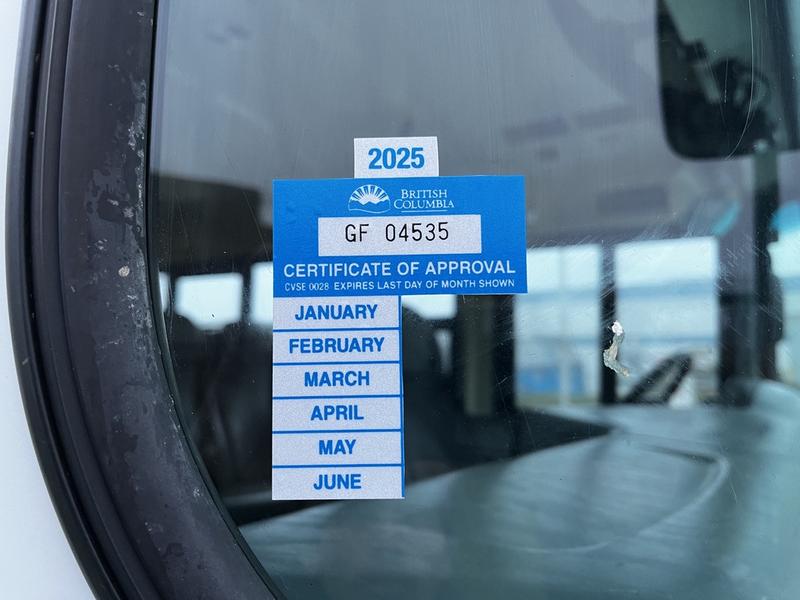 2025
BRITISH
COLUMBIA
GF 04535
CERTIFICATE OF APPROVAL
CVSE 0028 EXPIRES LAST DAY OF MONTH SHOWN
JANUARY
FEBRUARY
MARCH
APRIL
MAY
JUNE